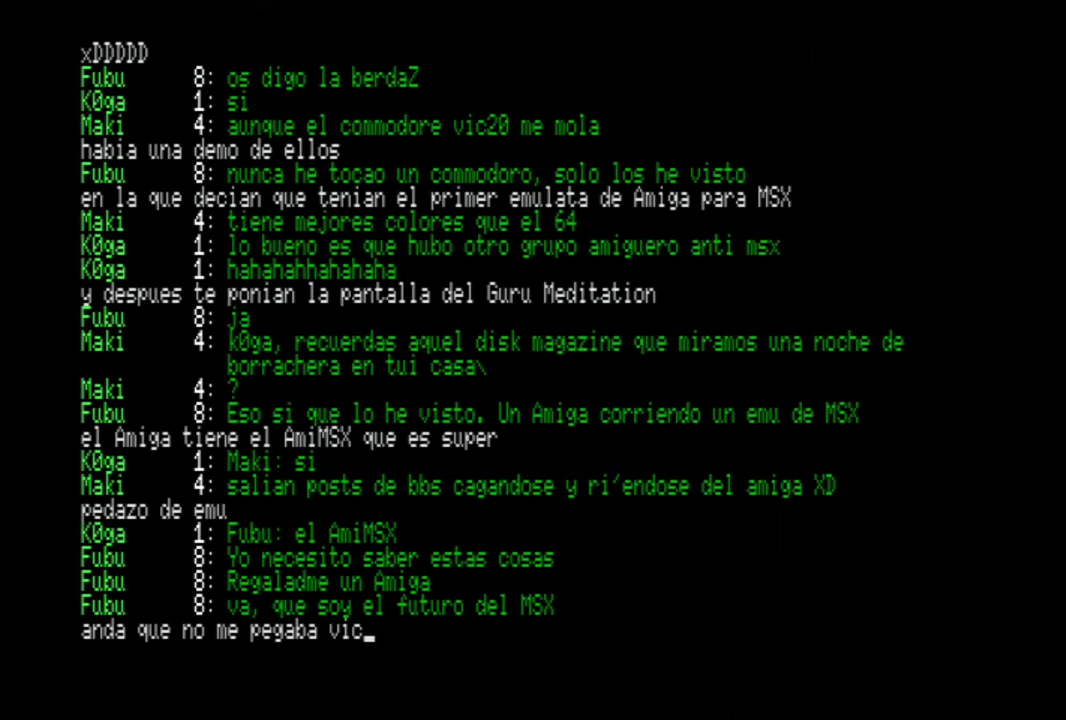 xDDDDD
Fubu 8: os digo la berdaZ
K0ga 1: si
Maki 4: aunque el commodore vic20 me mola
habia una demo de ellos
Fubu 8: nunca he tocao un commodoro, solo los he visto
en la que decian que tenian el primer emulata de Amiga para MSX
Maki 4: tiene mejores colores que el 64
K0ga 1: lo bueno es que hubo otro grupo amiguero anti msx
K0ga 1: hahahahhahahaha
y despues te ponian la pantalla del Guru Meditation
Fubu 8: ja
Maki 4: k0ga, recuerdas aquel disk magazine que miramos una noche de
borrachera en tui casa\
Maki 4: ?
Fubu 8: Eso si que lo he visto. Un Amiga corriendo un emu de MSX
el Amiga tiene el AmiMSX que es super
K0ga 1: Maki: si
Maki 4: salian posts de bbs cagandose y ri´endose del amiga XD
pedazo de emu
K0ga 1: Fubu: el AmiMSX
Fubu 8: Yo necesito saber estas cosas
Fubu 8: Regaladme un Amiga
Fubu 8: va, que soy el futuro del MSX
anda que no me pegaba vic_